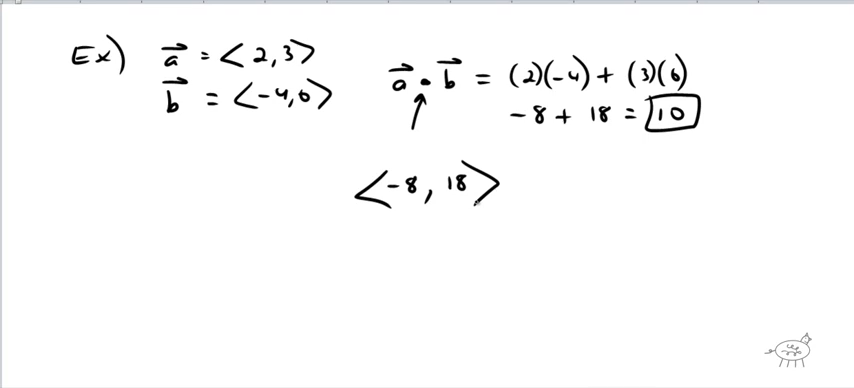 Ex) a⃗ = <2,3>
b⃗ = <-4,6>
a⃗ • b⃗ = (2)(-4) + (3)(6)
-8 + 18 = 10
<-8, 18>